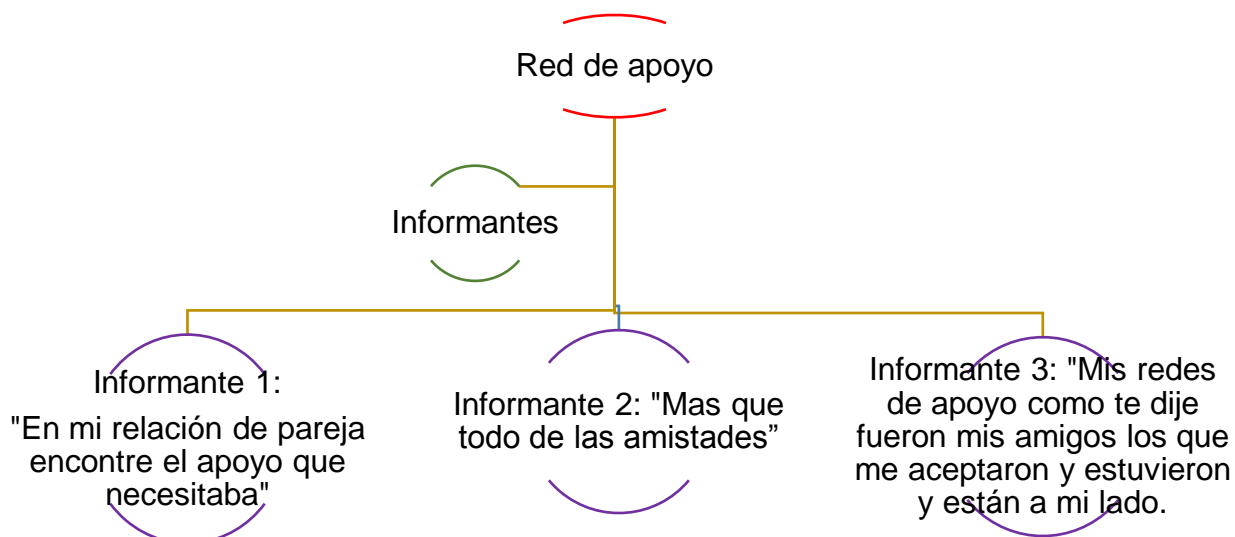 Red de apoyo
Informantes
Informante 1:
"En mi relación de pareja
encontre el apoyo que
necesitaba"
Informante 2: "Mas que
todo de las amistades”
Informante 3: "Mis redes
de apoyo como te dije
fueron mis amigos los que
me aceptaron y estuvieron
y están a mi lado.